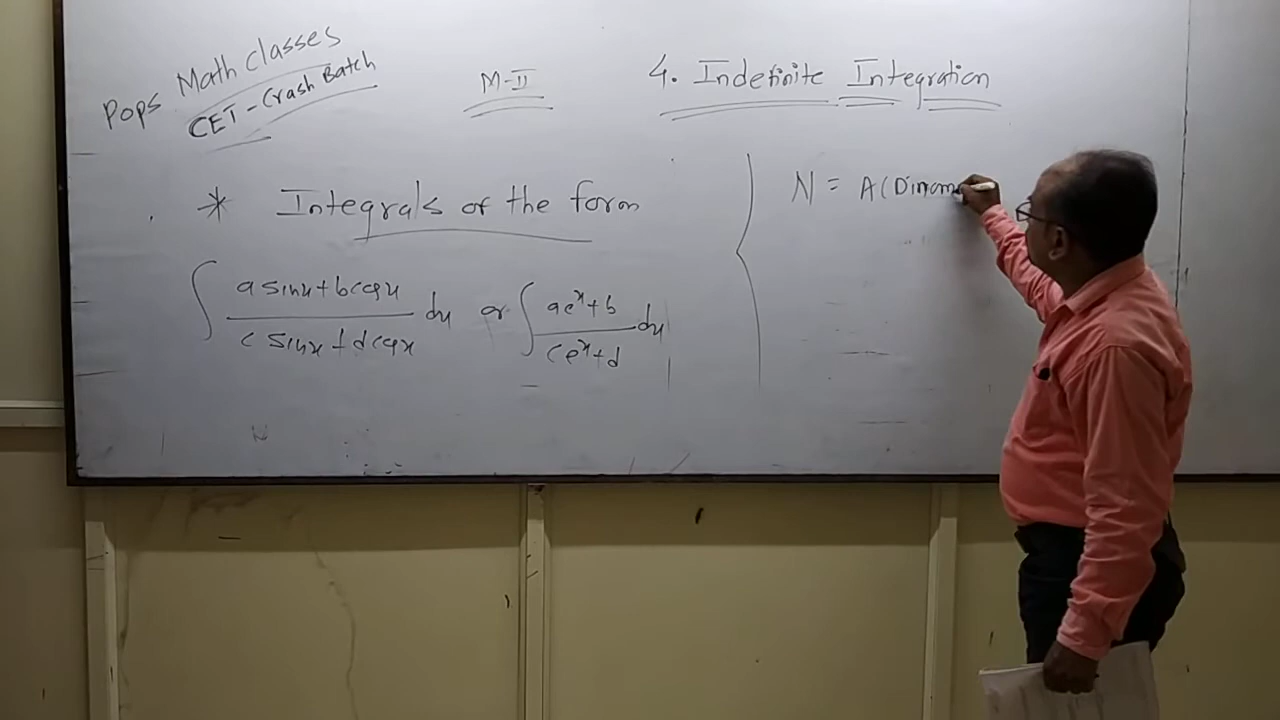 Pops Math Classes
CET - Crash Batch
M-II
4. Indefinite Integration
* Integrals of the form
∫ (a sinx + b cosx)/(c sinx + d cosx) dx or ∫ (ae^x + b)/(ce^x + d) dx
N = A(Dinom
N